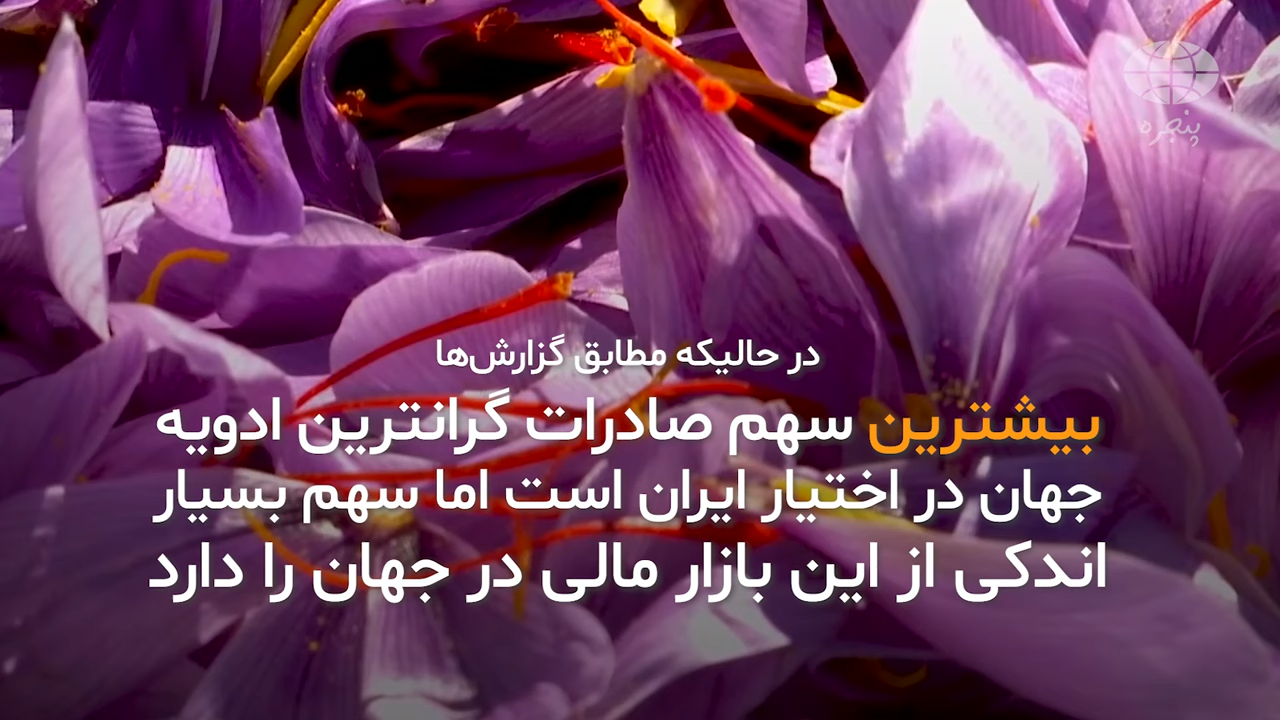 پنجره
در حالیکه مطابق گزارش‌ها
بیشترین سهم صادرات گرانترین ادویه
جهان در اختیار ایران است اما سهم بسیار
اندکی از این بازار مالی در جهان را دارد